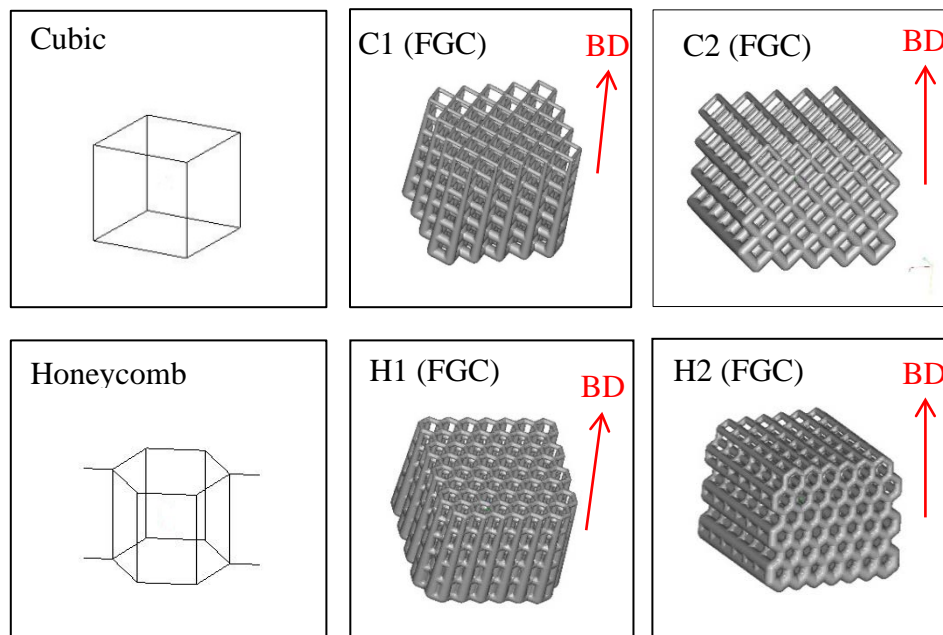 Cubic
C1 (FGC)
BD
C2 (FGC)
BD
Honeycomb
H1 (FGC)
BD
H2 (FGC)
BD